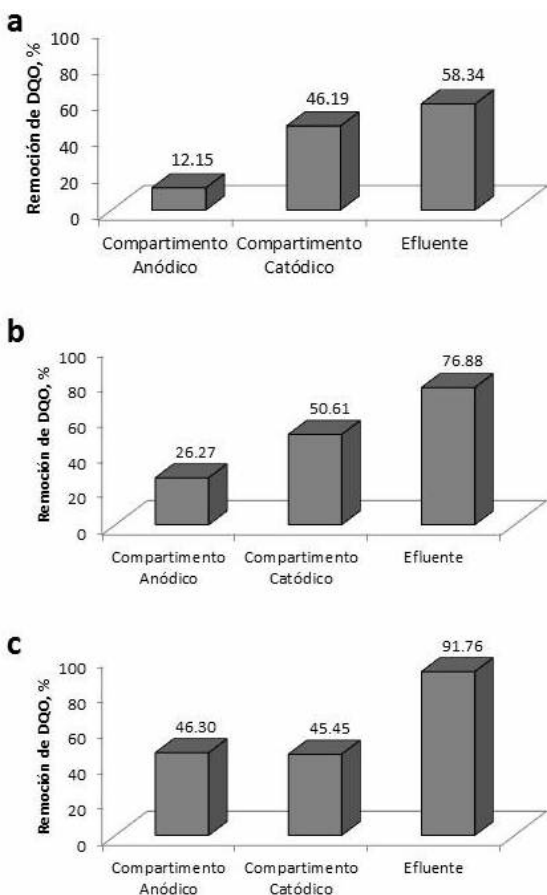 a
Remoción de DQO, %
100
80
60
40
20
0
12.15
46.19
58.34
Compartimento Anódico
Compartimento Catódico
Efluente
b
Remoción de DQO, %
100
80
60
40
20
0
26.27
50.61
76.88
Compartimento Anódico
Compartimento Catódico
Efluente
c
Remoción de DQO, %
100
80
60
40
20
0
46.30
45.45
91.76
Compartimento Anódico
Compartimento Catódico
Efluente